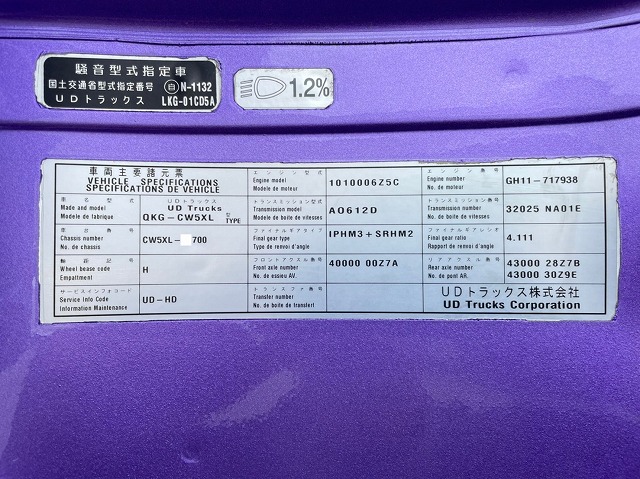 騒音型式指定車
国土交通省型式指定番号 自 N-1132
UDトラックス LKG-01CD5A
1.2%
車両主要諸元票
VEHICLE SPECIFICATIONS
SPECIFICATIONS DE VEHICLE
エンジン型式
Engine model
Modele de moteur
1010006Z5C
エンジン番号
Engine number
No. de moteur
GH11-717938
車名 型式
Made and model
Modele de fabrique
UDトラックス
UD Trucks
QKG-CW5XL
型式
TYPE
トランスミッション型式
Transmission model
Modele de boite de vitesses
AO612D
トランスミッション番号
Transmission number
No. de boite de vitesses
32025 NA01E
車台番号
Chassis number
No. de chassis
CW5XL- 700
ファイナルギアタイプ
Final gear type
Type de renvoi d'angle
IPHM3+SRHM2
ファイナルギアレシオ
Final gear ratio
Rapport de renvoi d'angle
4.111
軸距記号
Wheel base code
Empattment
H
フロントアクスル番号
Front axle number
No. de essieu AV.
40000 00Z7A
リアアクスル番号
Rear axle number
No. de pont AR.
43000 28Z7B
43000 30Z9E
サービスインフォコード
Service Info Code
Information Maintenance
UD-HD
トランスファ番号
Transfer number
No. de boite de transfert
UDトラックス株式会社
UD Trucks Corporation